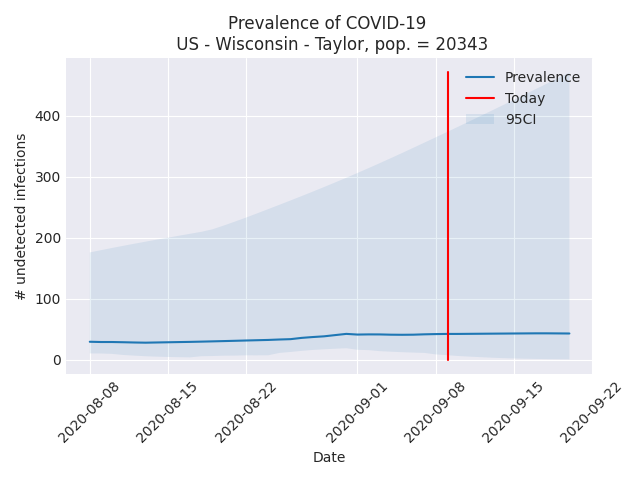 Prevalence of COVID-19
US - Wisconsin - Taylor, pop. = 20343
Prevalence
Today
95CI
# undetected infections
400
300
200
100
0
2020-08-08
2020-08-15
2020-08-22
2020-09-01
2020-09-08
2020-09-15
2020-09-22
Date